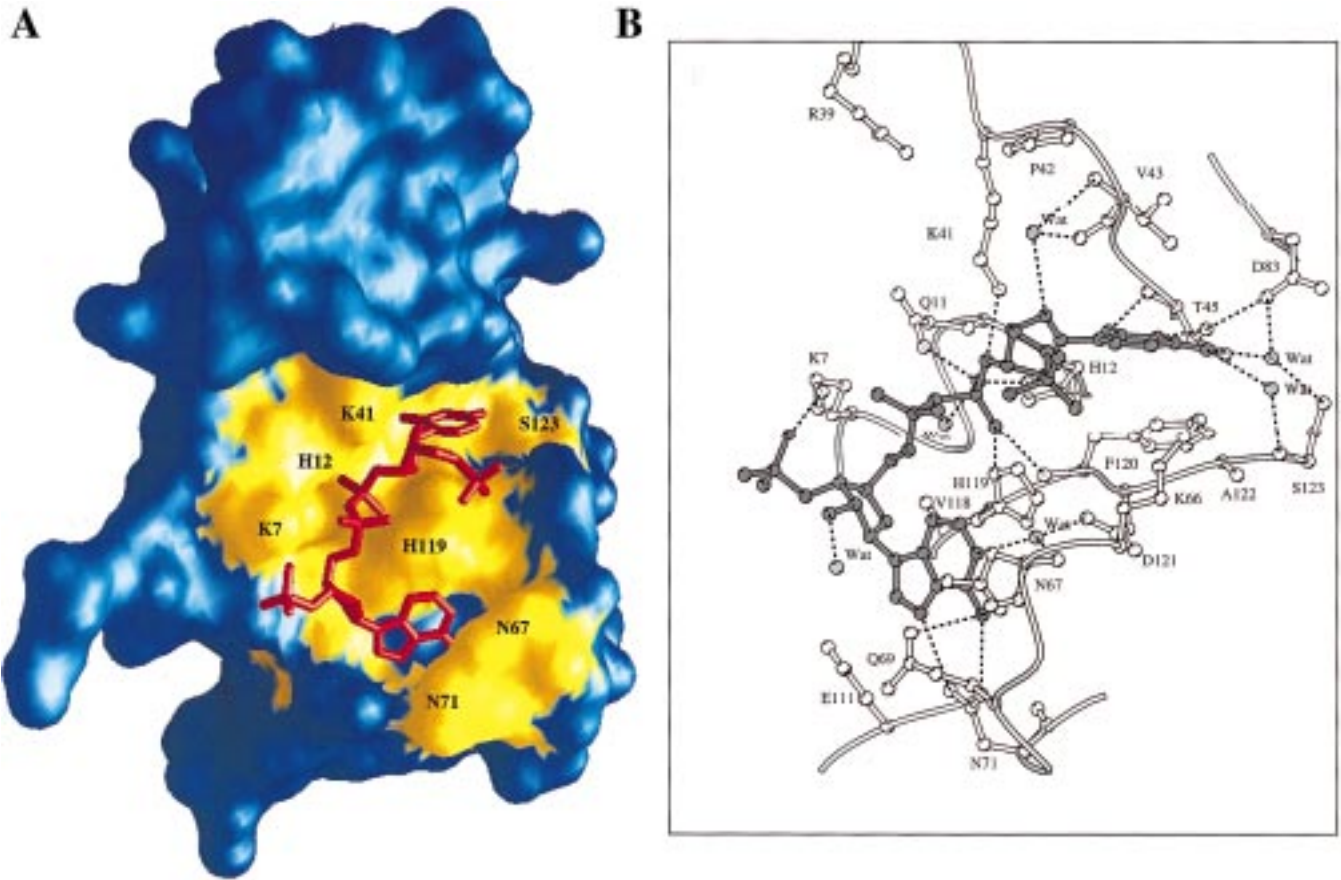 A
K41
S123
H12
K7
H119
N67
N71
B
R39
P42
V43
Wat
K41
D83
Q11
T45
K7
H12
Wat
Wat
Wat
F120
H119
A122
S123
V118
K66
Wat
Wat
D121
N67
Q69
E111
N71